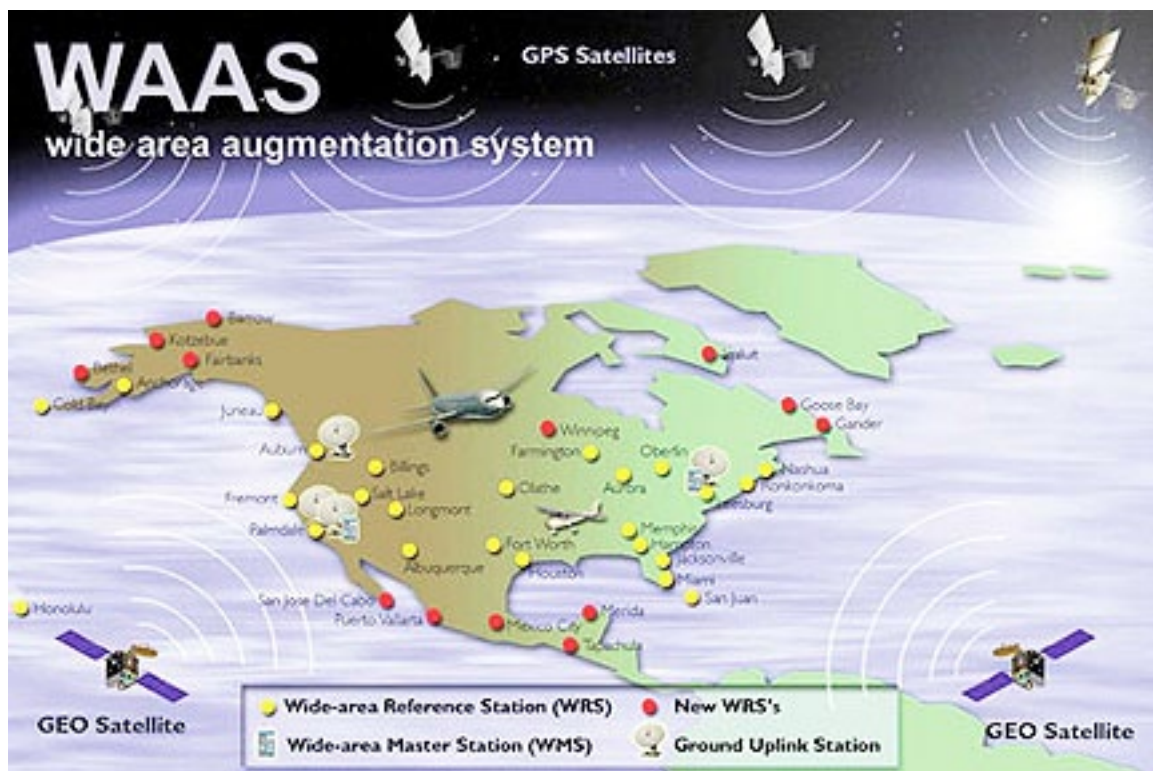 WAAS
GPS Satellites
wide area augmentation system
Barrow
Kotzebue
Fairbanks
Bethel
Anchorage
Cold Bay
Juneau
Iqaluit
Goose Bay
Gander
Winnipeg
Auburn
Farmington
Oberlin
Billings
Nashua
Aurora
Ronkonkoma
Olathe
Salt Lake
Fremont
Leesburg
Longmont
Palmdale
Memphis
Hampton
Fort Worth
Jacksonville
Albuquerque
Houston
Miami
San Juan
San Jose Del Cabo
Honolulu
Merida
Puerto Vallarta
Mexico City
Tapachula
GEO Satellite
Wide-area Reference Station (WRS)
New WRS's
GEO Satellite
Wide-area Master Station (WMS)
Ground Uplink Station